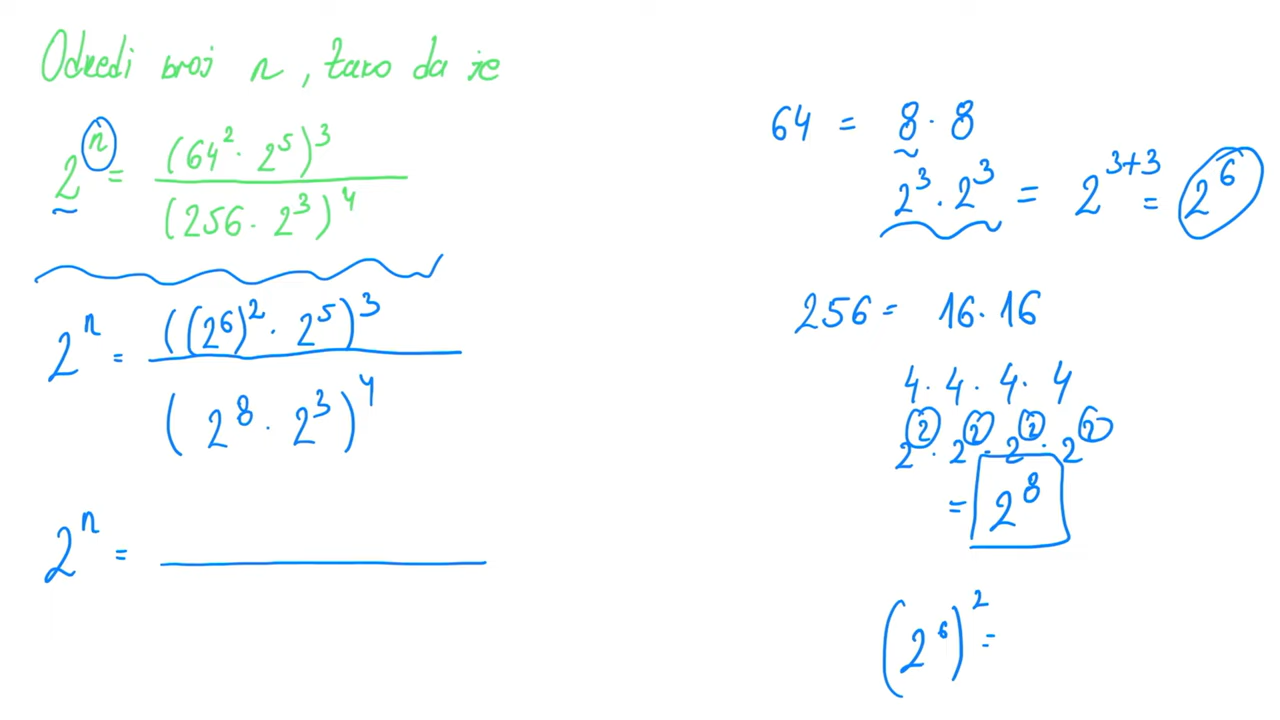 Odredi broj n, tako da je
2^n = (64^2 · 2^5)^3 / (256 · 2^3)^4
2^n = ((2^6)^2 · 2^5)^3 / (2^8 · 2^3)^4
2^n =
64 = 8 · 8
2^3 · 2^3 = 2^{3+3} = 2^6
256 = 16 · 16
4 · 4 · 4 · 4
2^2 · 2^2 · 2^2 · 2^2
= 2^8
(2^6)^2 =